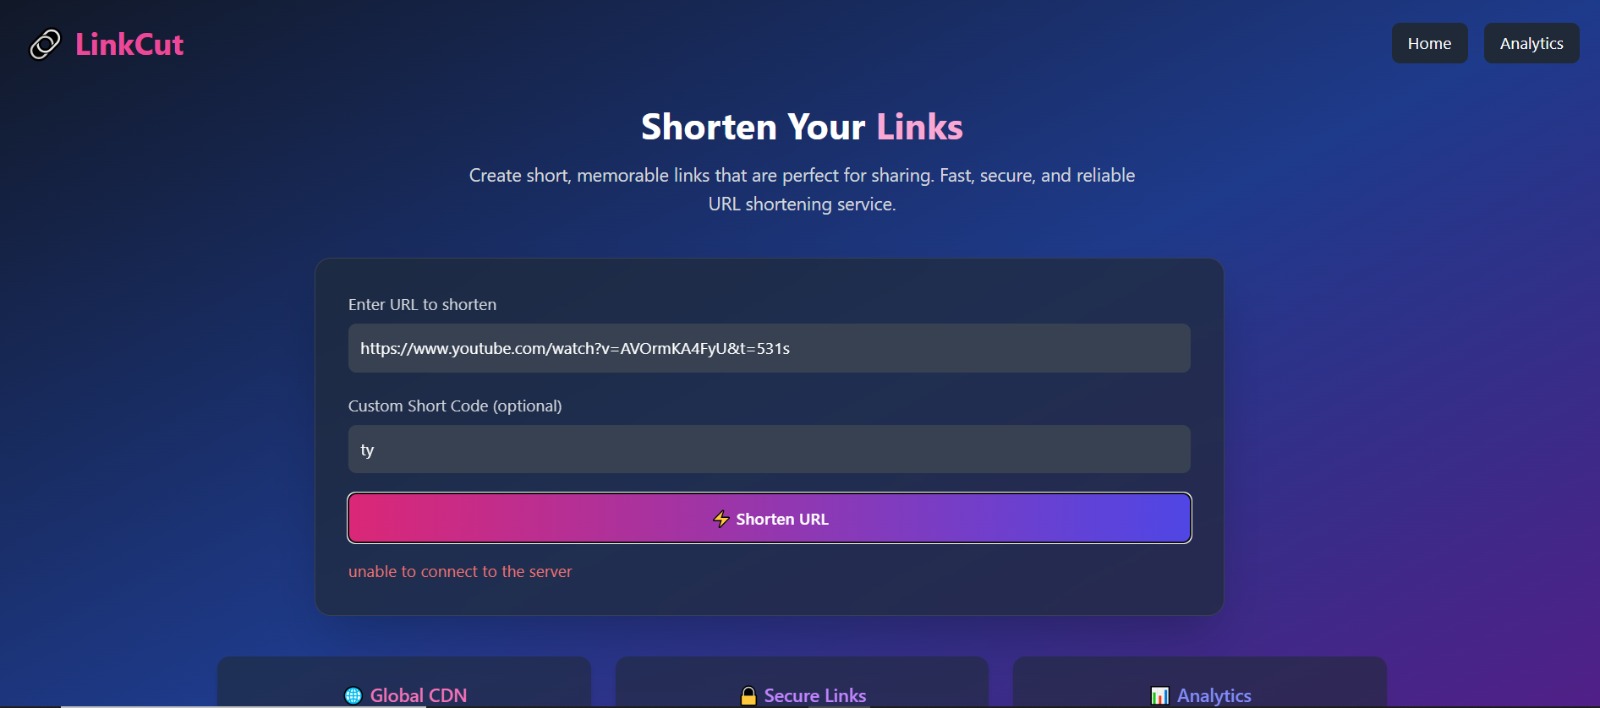 LinkCut
Home
Analytics
Shorten Your Links
Create short, memorable links that are perfect for sharing. Fast, secure, and reliable
URL shortening service.
Enter URL to shorten
https://www.youtube.com/watch?v=AVOrmKA4FyU&t=531s
Custom Short Code (optional)
ty
⚡ Shorten URL
unable to connect to the server
🌐 Global CDN
🔒 Secure Links
📊 Analytics